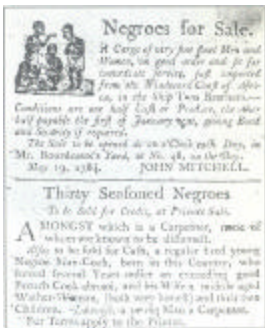 Negroes for Sale.
A Cargo of very fine stout Men and
Women, in good order and fit for
immediate service, just imported
from the Windward Coast of Afri-
ca, in the Ship Two Brothers.—
Conditions are one half Cash or Produce, the other
half payable the first of January next, giving Bond
and Security if required.
The Sale to be opened at 10 o'Clock each Day, in
Mr. Bourdeaux's Yard, at No. 48, on the Bay.
May 19, 1784. JOHN MITCHELL.
Thirty Seasoned Negroes
To be Sold for Credit, at Private Sale.
AMONGST which is a Carpenter, none of
whom are known to be dishonest.
Also, to be sold for Cash, a regular bred young
Negroe Man-Cook, born in this Country, who
served several Years under an exceeding good
French Cook abroad, and his Wife a middle aged
Washer-Woman, (both very honest) and their two
Children. -Likewise, a young Man a Carpenter.
For Terms apply to the Printer.